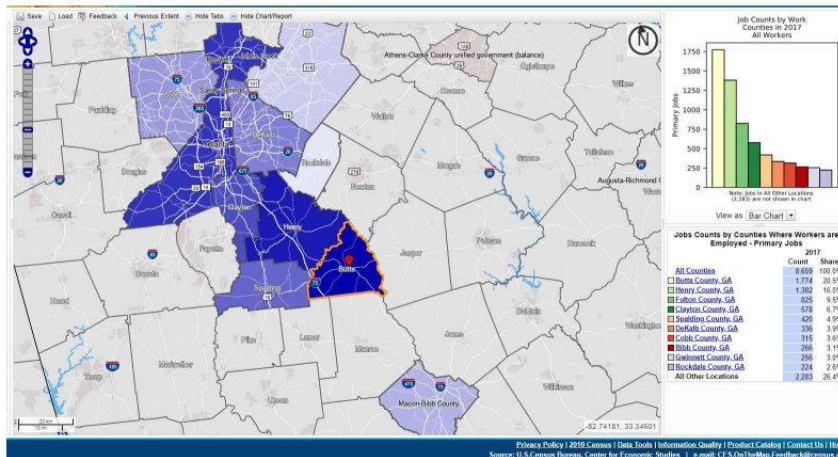 Save Load Feedback Previous Extent Hide Tabs Hide Chart/Report
Job Counts by Work
Counties in 2017
All Workers
Primary Jobs
1750
1500
1250
1000
750
500
250
0
Note: Jobs in All Other Locations
(2,283) are not shown in chart
View as Bar Chart
Jobs Counts by Counties Where Workers are
Employed - Primary Jobs
2017
Count Share
All Counties 8,659 100.0%
Butts County, GA 1,774 20.5%
Henry County, GA 1,382 16.0%
Fulton County, GA 825 9.5%
Clayton County, GA 578 6.7%
Spalding County, GA 420 4.9%
DeKalb County, GA 336 3.9%
Cobb County, GA 315 3.6%
Bibb County, GA 266 3.1%
Gwinnett County, GA 256 3.0%
Rockdale County, GA 224 2.6%
All Other Locations 2,283 26.4%
N
Athens-Clarke County unified government (balance)
Oglethorpe
Wilkes
Paulding
Sandy Springs
Oconee
Walton
DeKalb
Greene
Taliaferro
Morgan
Douglas
Rockdale
Newton
Augusta-Richmond C
Carroll
Clayton
Henry
Fayette
Jasper
Putnam
Hancock
Coweta
Butts
Heard
Spalding
Baldwin
Washington
Pike
Lamar
Monroe
Jones
Troup
Meriwether
Upson
Wilkinson
Macon-Bibb County
-82.74181, 33.34601
Privacy Policy | 2010 Census | Data Tools | Information Quality | Product Catalog | Contact Us | Ho
Source: U.S.Census Bureau, Center for Economic Studies | e-mail: CES.OnTheMap.Feedback@census.g